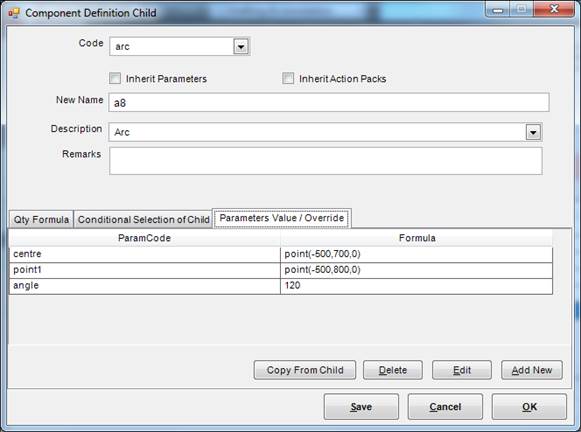 Component Definition Child
Code arc
Inherit Parameters Inherit Action Packs
New Name a8
Description Arc
Remarks
Qty Formula Conditional Selection of Child Parameters Value / Override
ParamCode Formula
centre point(-500,700,0)
point1 point(-500,800,0)
angle 120
Copy From Child Delete Edit Add New
Save Cancel OK